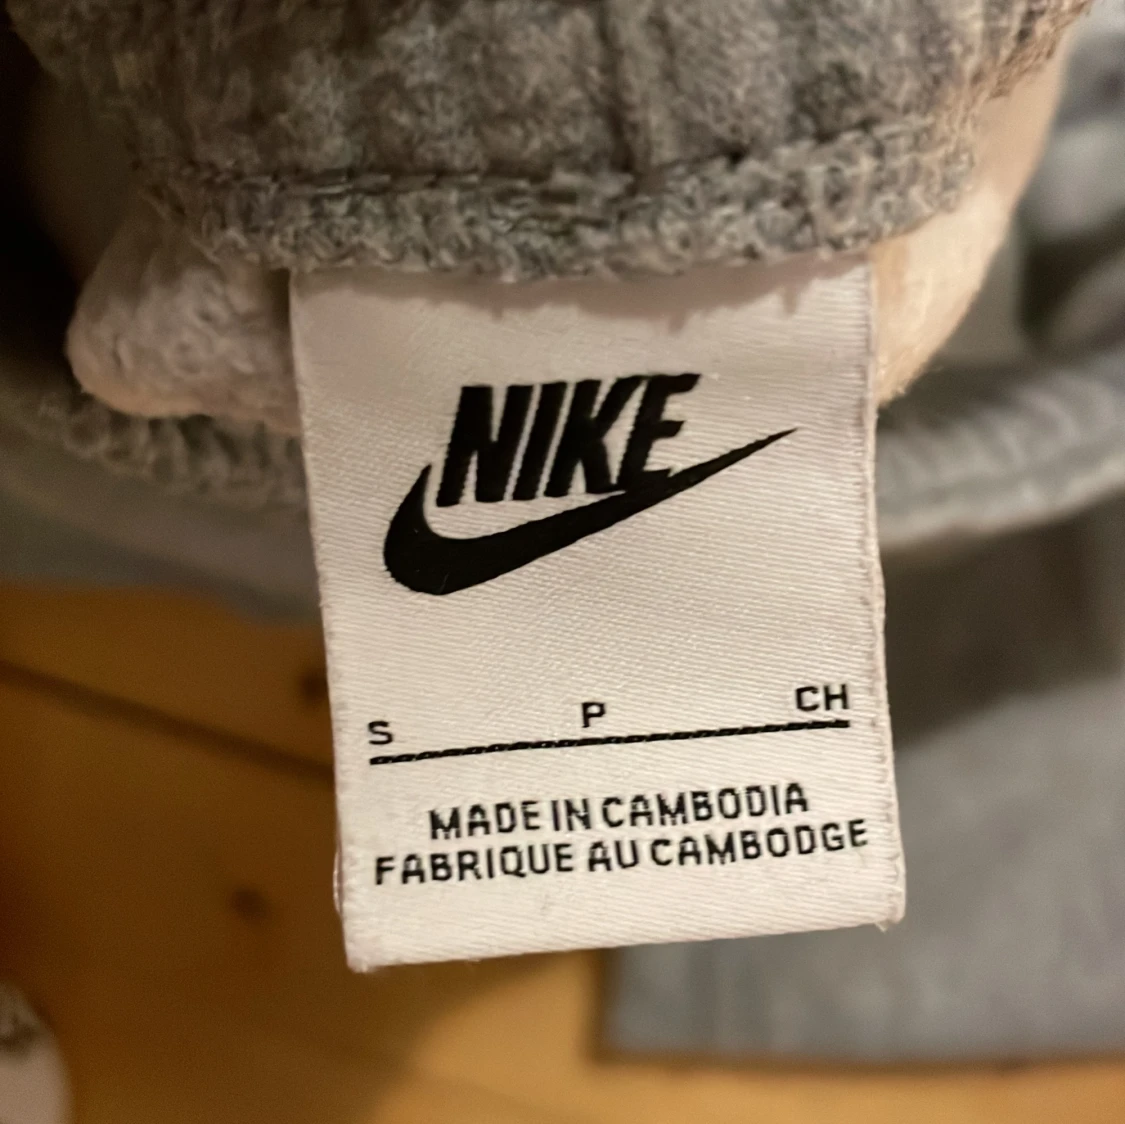 NIKE
S P CH
MADE IN CAMBODIA
FABRIQUE AU CAMBODGE